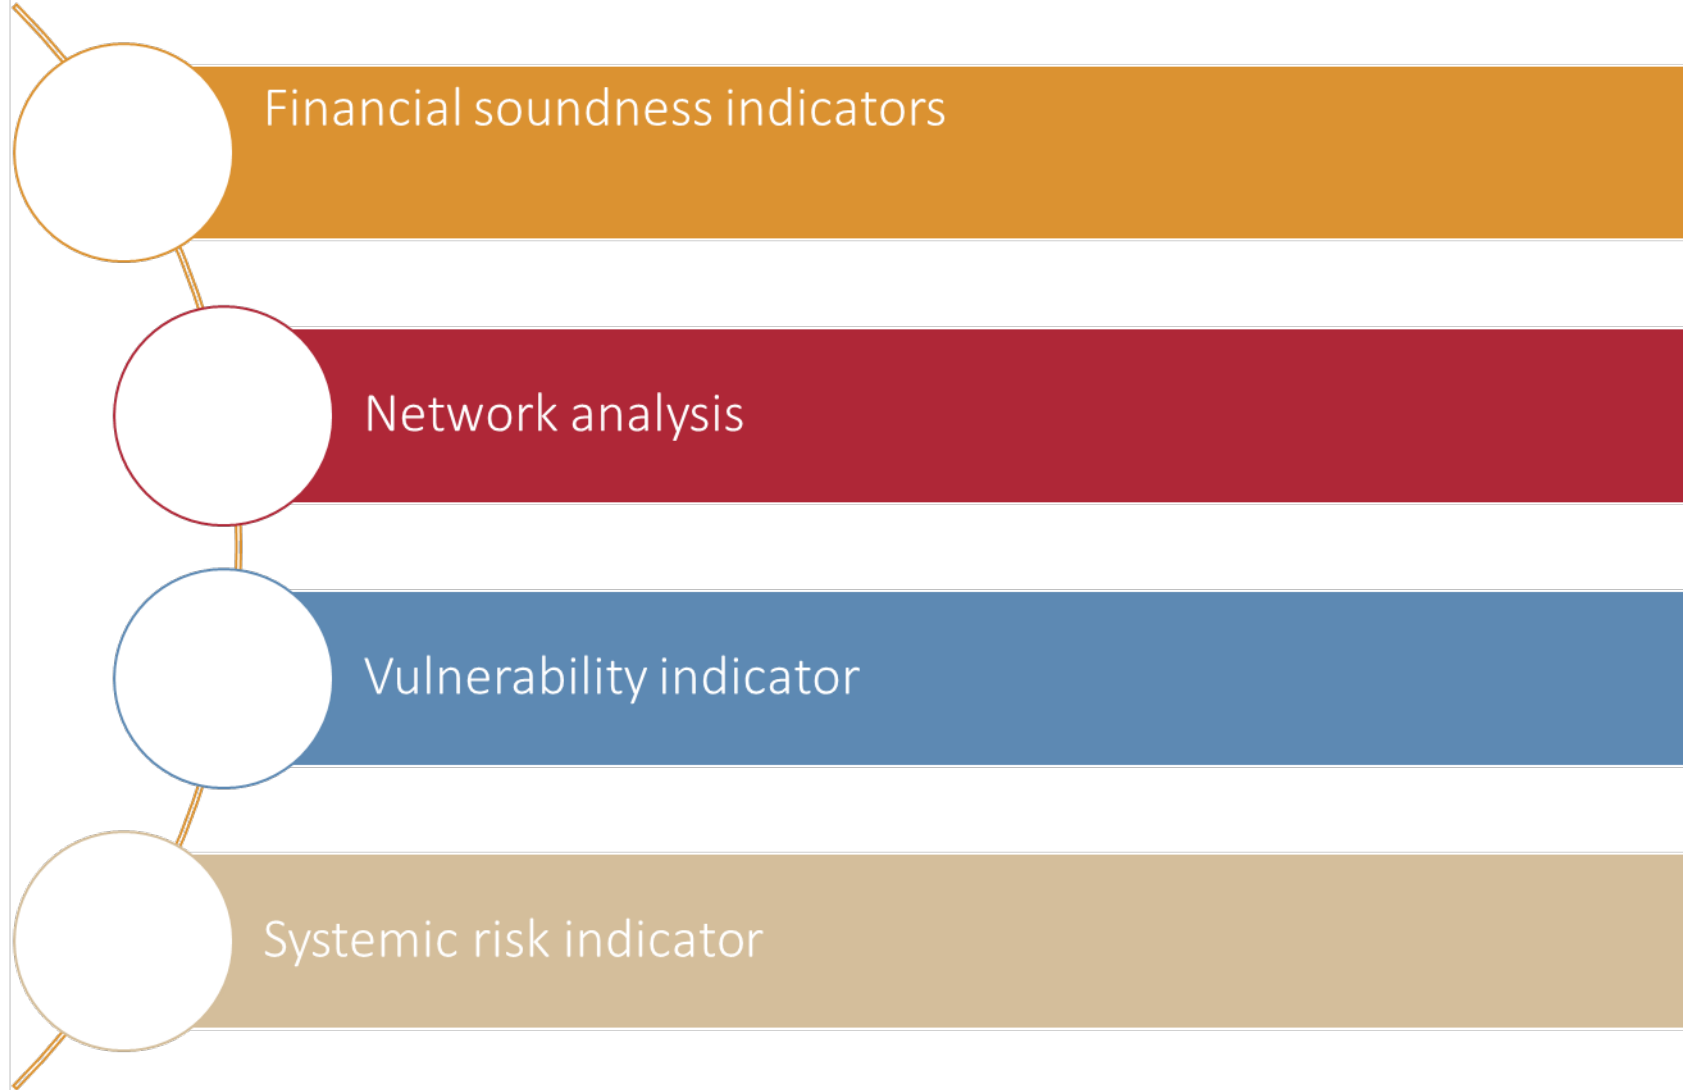 Financial soundness indicators
Network analysis
Vulnerability indicator
Systemic risk indicator